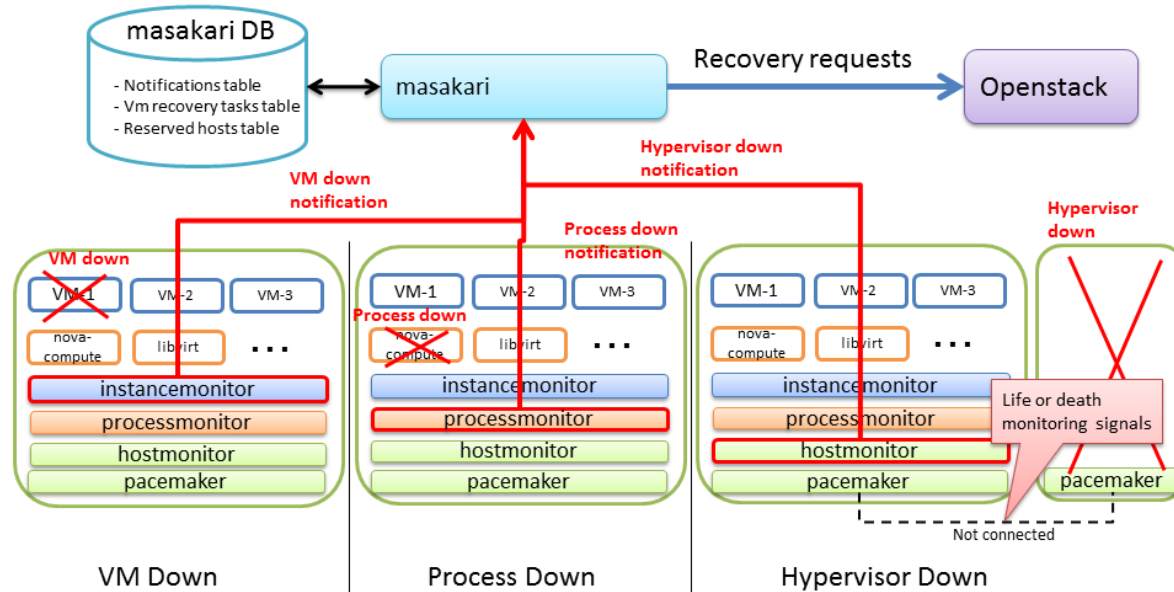 masakari DB
- Notifications table
- Vm recovery tasks table
- Reserved hosts table
masakari
Recovery requests
Openstack
VM down
notification
Hypervisor down
notification
Process down
notification
Hypervisor
down
VM down
VM-1
VM-2
VM-3
nova-
compute
libvirt
...
instancemonitor
processmonitor
hostmonitor
pacemaker
VM-1
VM-2
VM-3
Process down
nova-
compute
libvirt
...
instancemonitor
processmonitor
hostmonitor
pacemaker
VM-1
VM-2
VM-3
nova-
compute
libvirt
...
instancemonitor
processmonitor
hostmonitor
pacemaker
Life or death
monitoring signals
pacemaker
Not connected
VM Down
Process Down
Hypervisor Down